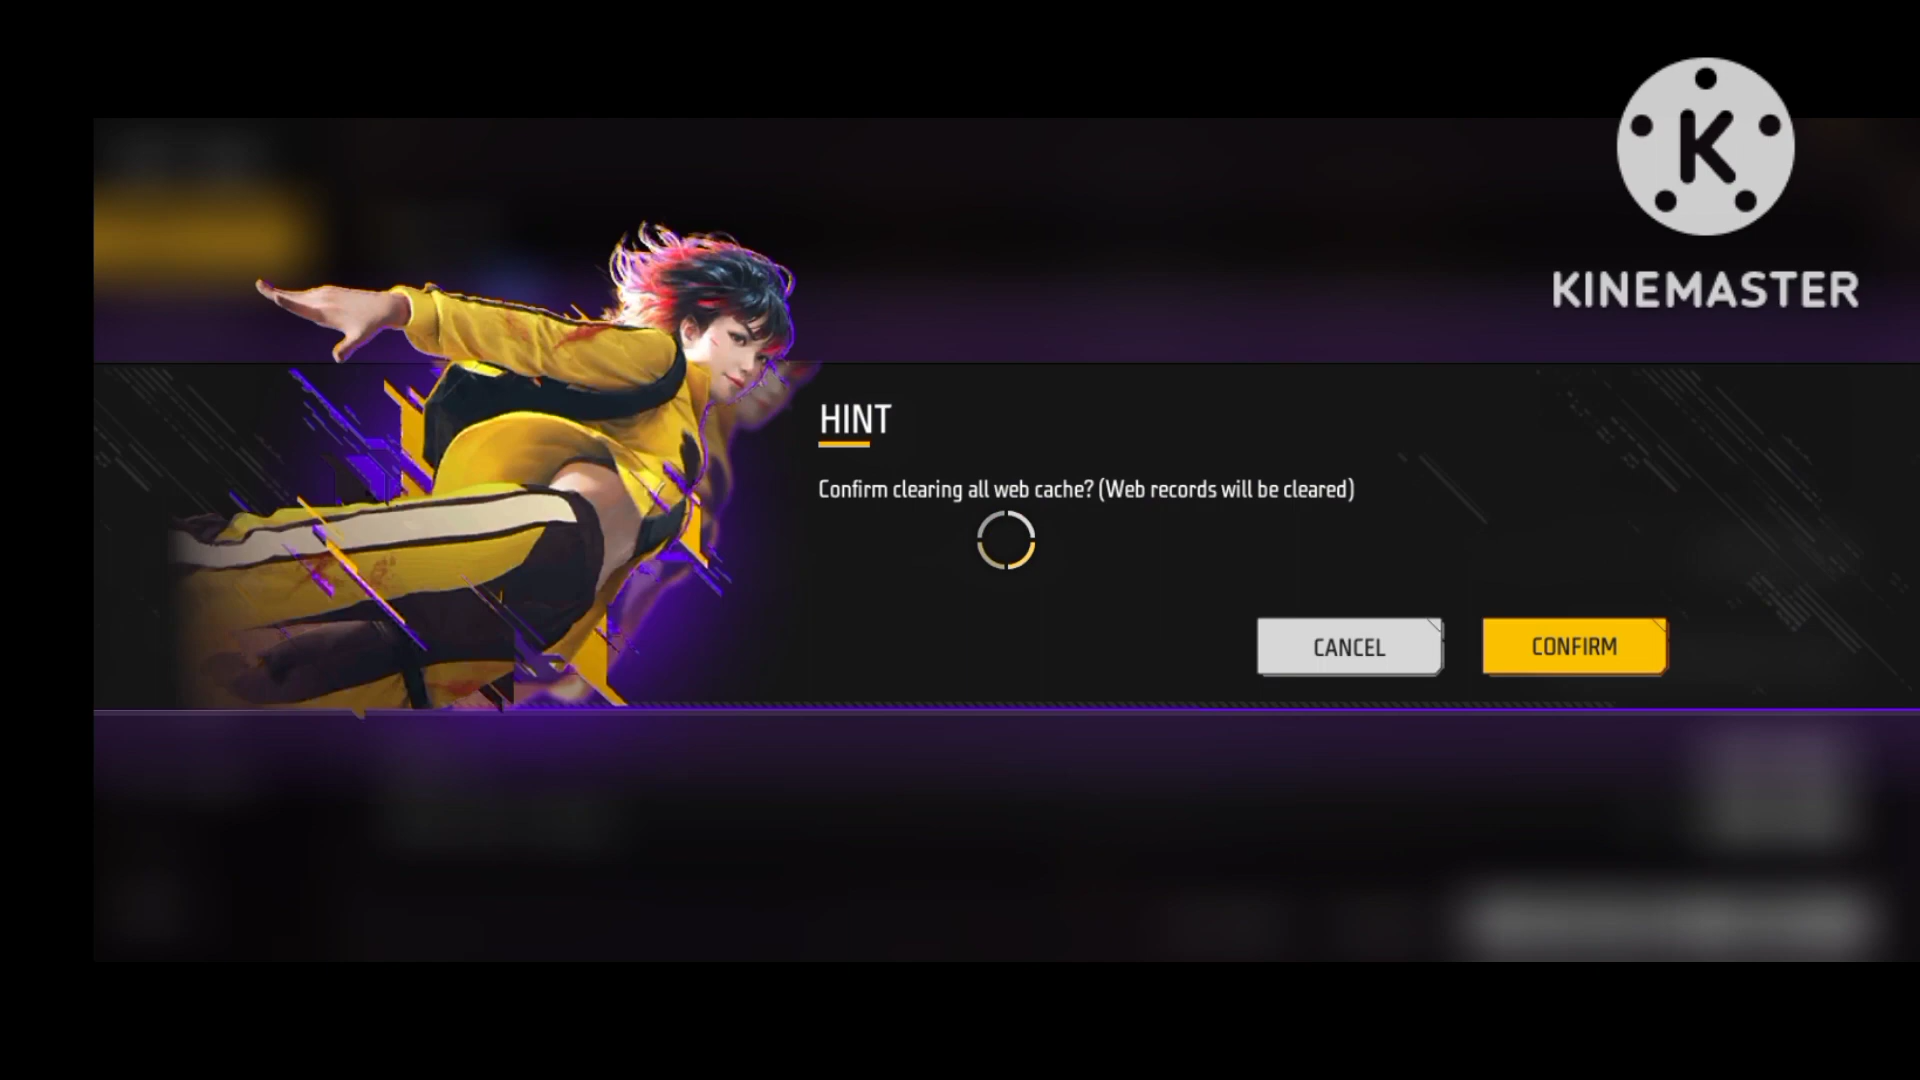 K
KINEMASTER
HINT
Confirm clearing all web cache? (Web records will be cleared)
CANCEL
CONFIRM